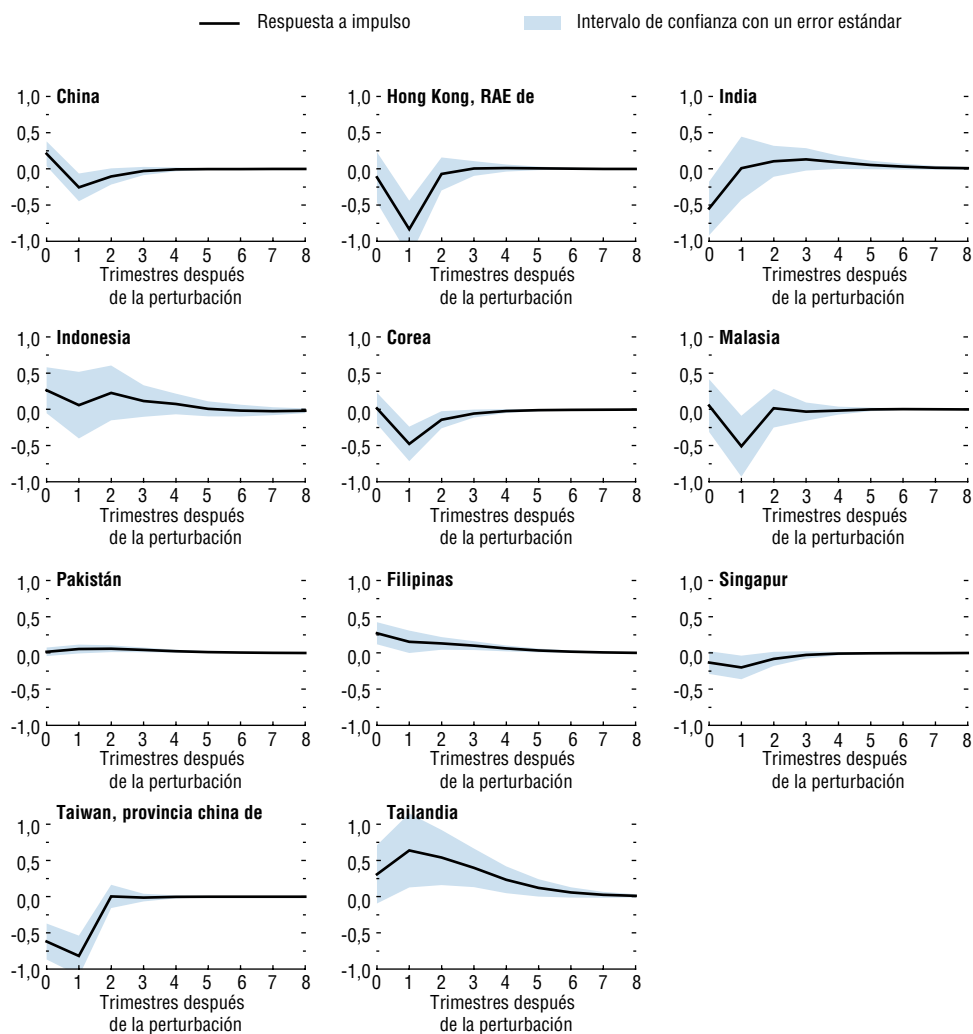 Respuesta a impulso
Intervalo de confianza con un error estándar
China
1,0
0,5
0,0
-0,5
-1,0
0 1 2 3 4 5 6 7 8
Trimestres después
de la perturbación
Hong Kong, RAE de
1,0
0,5
0,0
-0,5
-1,0
0 1 2 3 4 5 6 7 8
Trimestres después
de la perturbación
India
1,0
0,5
0,0
-0,5
-1,0
0 1 2 3 4 5 6 7 8
Trimestres después
de la perturbación
Indonesia
1,0
0,5
0,0
-0,5
-1,0
0 1 2 3 4 5 6 7 8
Trimestres después
de la perturbación
Corea
1,0
0,5
0,0
-0,5
-1,0
0 1 2 3 4 5 6 7 8
Trimestres después
de la perturbación
Malasia
1,0
0,5
0,0
-0,5
-1,0
0 1 2 3 4 5 6 7 8
Trimestres después
de la perturbación
Pakistán
1,0
0,5
0,0
-0,5
-1,0
0 1 2 3 4 5 6 7 8
Trimestres después
de la perturbación
Filipinas
1,0
0,5
0,0
-0,5
-1,0
0 1 2 3 4 5 6 7 8
Trimestres después
de la perturbación
Singapur
1,0
0,5
0,0
-0,5
-1,0
0 1 2 3 4 5 6 7 8
Trimestres después
de la perturbación
Taiwan, provincia china de
1,0
0,5
0,0
-0,5
-1,0
0 1 2 3 4 5 6 7 8
Trimestres después
de la perturbación
Tailandia
1,0
0,5
0,0
-0,5
-1,0
0 1 2 3 4 5 6 7 8
Trimestres después
de la perturbación